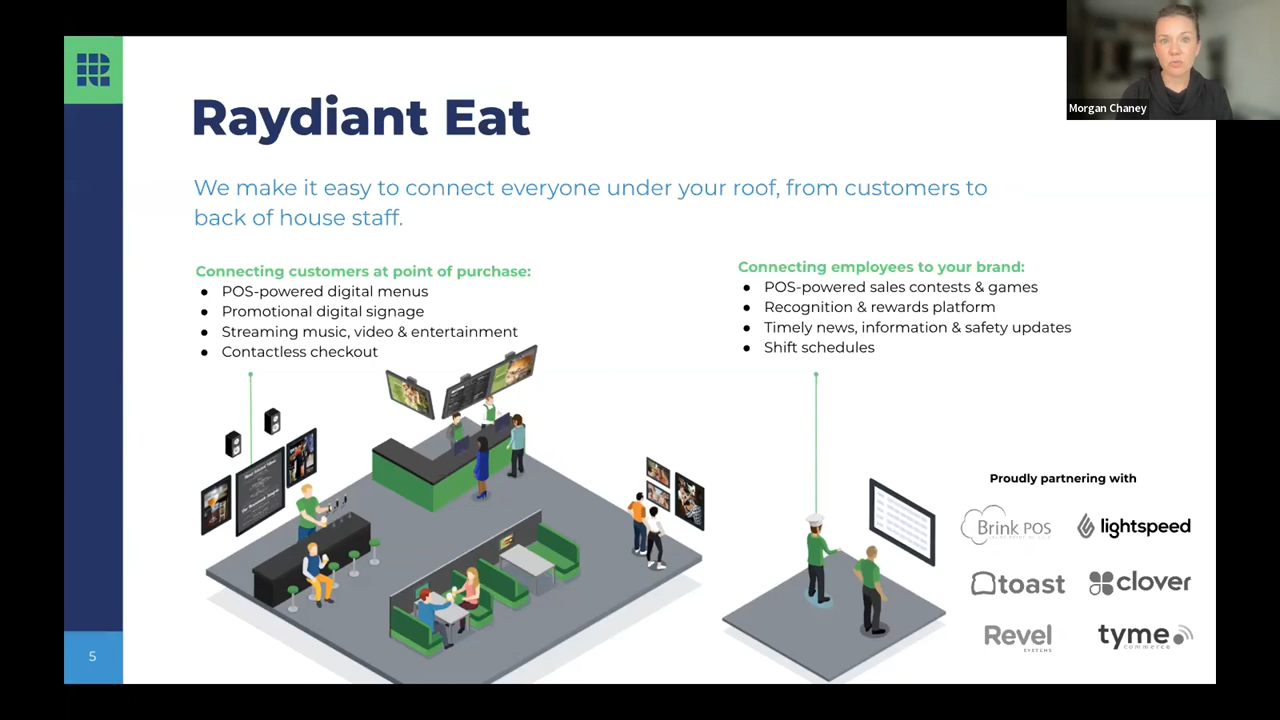 Morgan Chaney
Raydiant Eat
We make it easy to connect everyone under your roof, from customers to
back of house staff.
Connecting customers at point of purchase:
● POS-powered digital menus
● Promotional digital signage
● Streaming music, video & entertainment
● Contactless checkout
Connecting employees to your brand:
● POS-powered sales contests & games
● Recognition & rewards platform
● Timely news, information & safety updates
● Shift schedules
Proudly partnering with
Brink POS
lightspeed
toast
clover
Revel
SYSTEMS
tyme
commerce
5